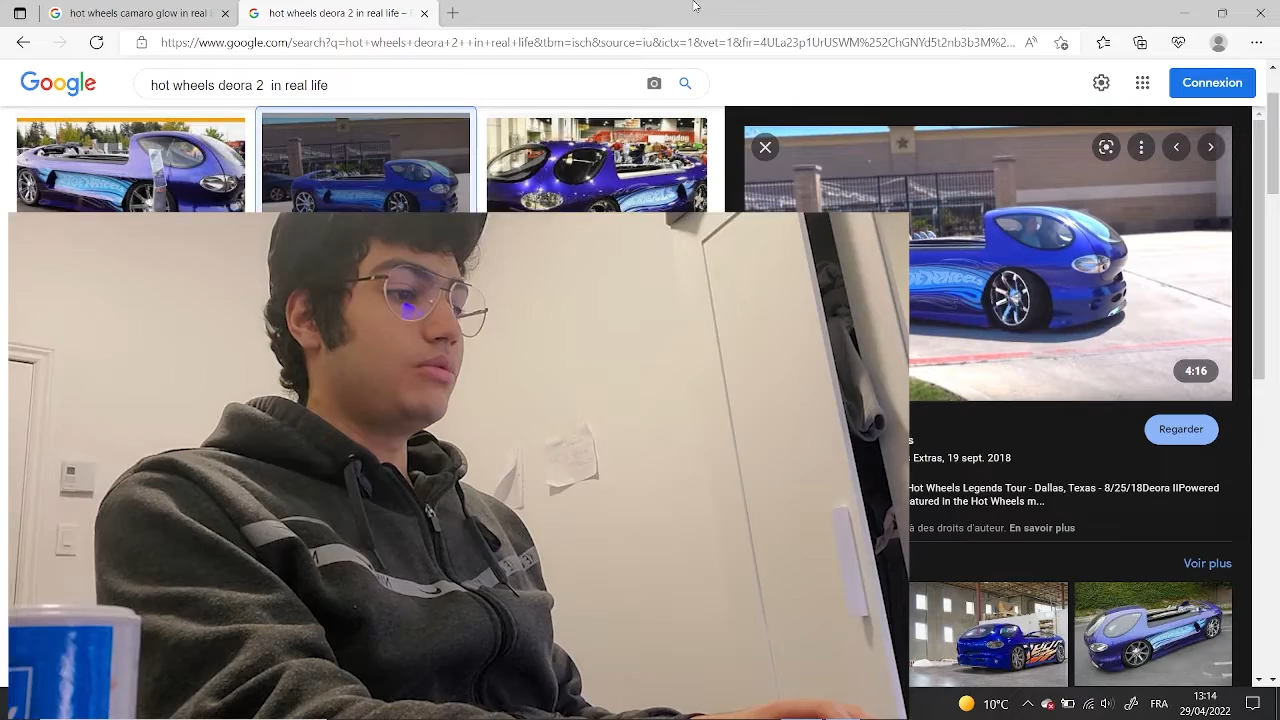 hot wheels camaro glow in real l
hot wheels deora 2 in real life –
https://www.google.com/search?q=hot+wheels+deora+2++in+real+life&tbm=isch&source=iu&ictx=1&vet=1&fir=4ULa23p1UrUSWM%252ChGNYd5t2nb3b3M%2...
Google
hot wheels deora 2  in real life
Connexion
HOT WHEELS
4:16
Regarder
s
s Extras, 19 sept. 2018
Hot Wheels Legends Tour - Dallas, Texas - 8/25/18Deora IIPowered
atured In the Hot Wheels m...
à des droits d'auteur. En savoir plus
Voir plus
10°C
FRA
13:14
29/04/2022